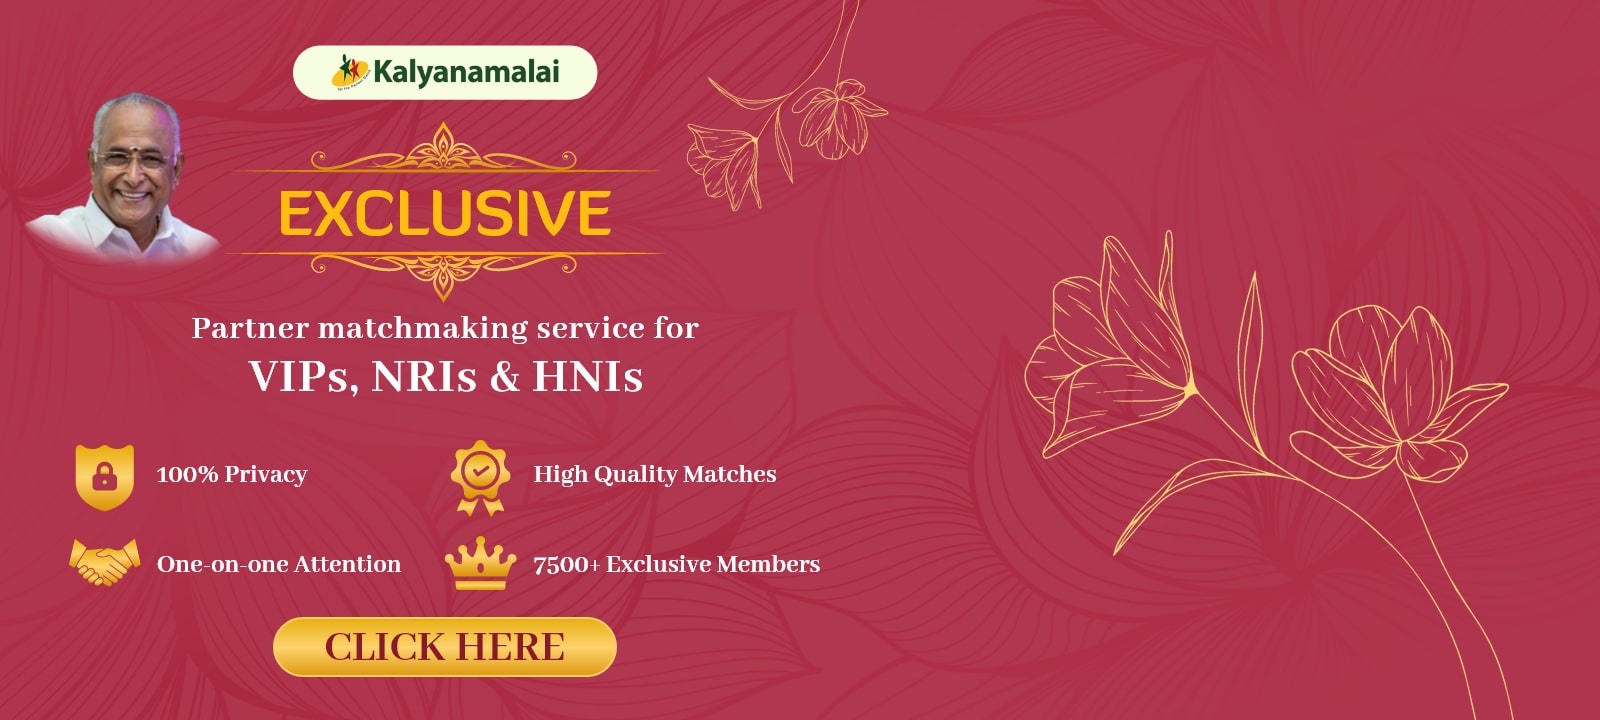 Kalyanamalai
EXCLUSIVE
Partner matchmaking service for
VIPs, NRIs & HNIs
100% Privacy
High Quality Matches
One-on-one Attention
7500+ Exclusive Members
CLICK HERE